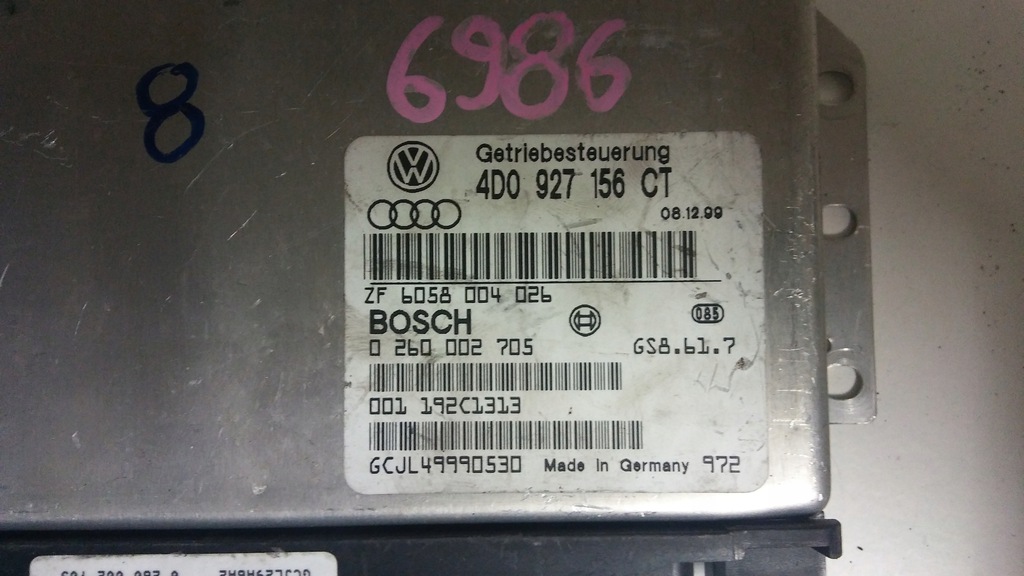 6986
8
Getriebesteuerung
4D0 927 156 CT
08.12.99
ZF 6058 004 026
BOSCH
085
0 260 002 705 GS8.61.7
001 192C1313
GCJL49990530 Made in Germany 972